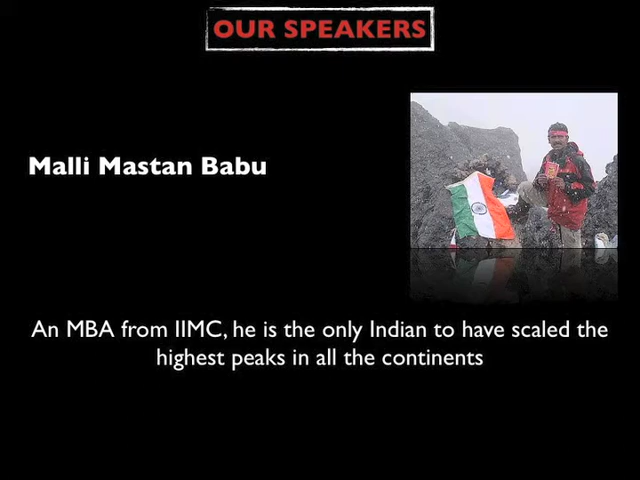 OUR SPEAKERS
Malli Mastan Babu
An MBA from IIMC, he is the only Indian to have scaled the
highest peaks in all the continents